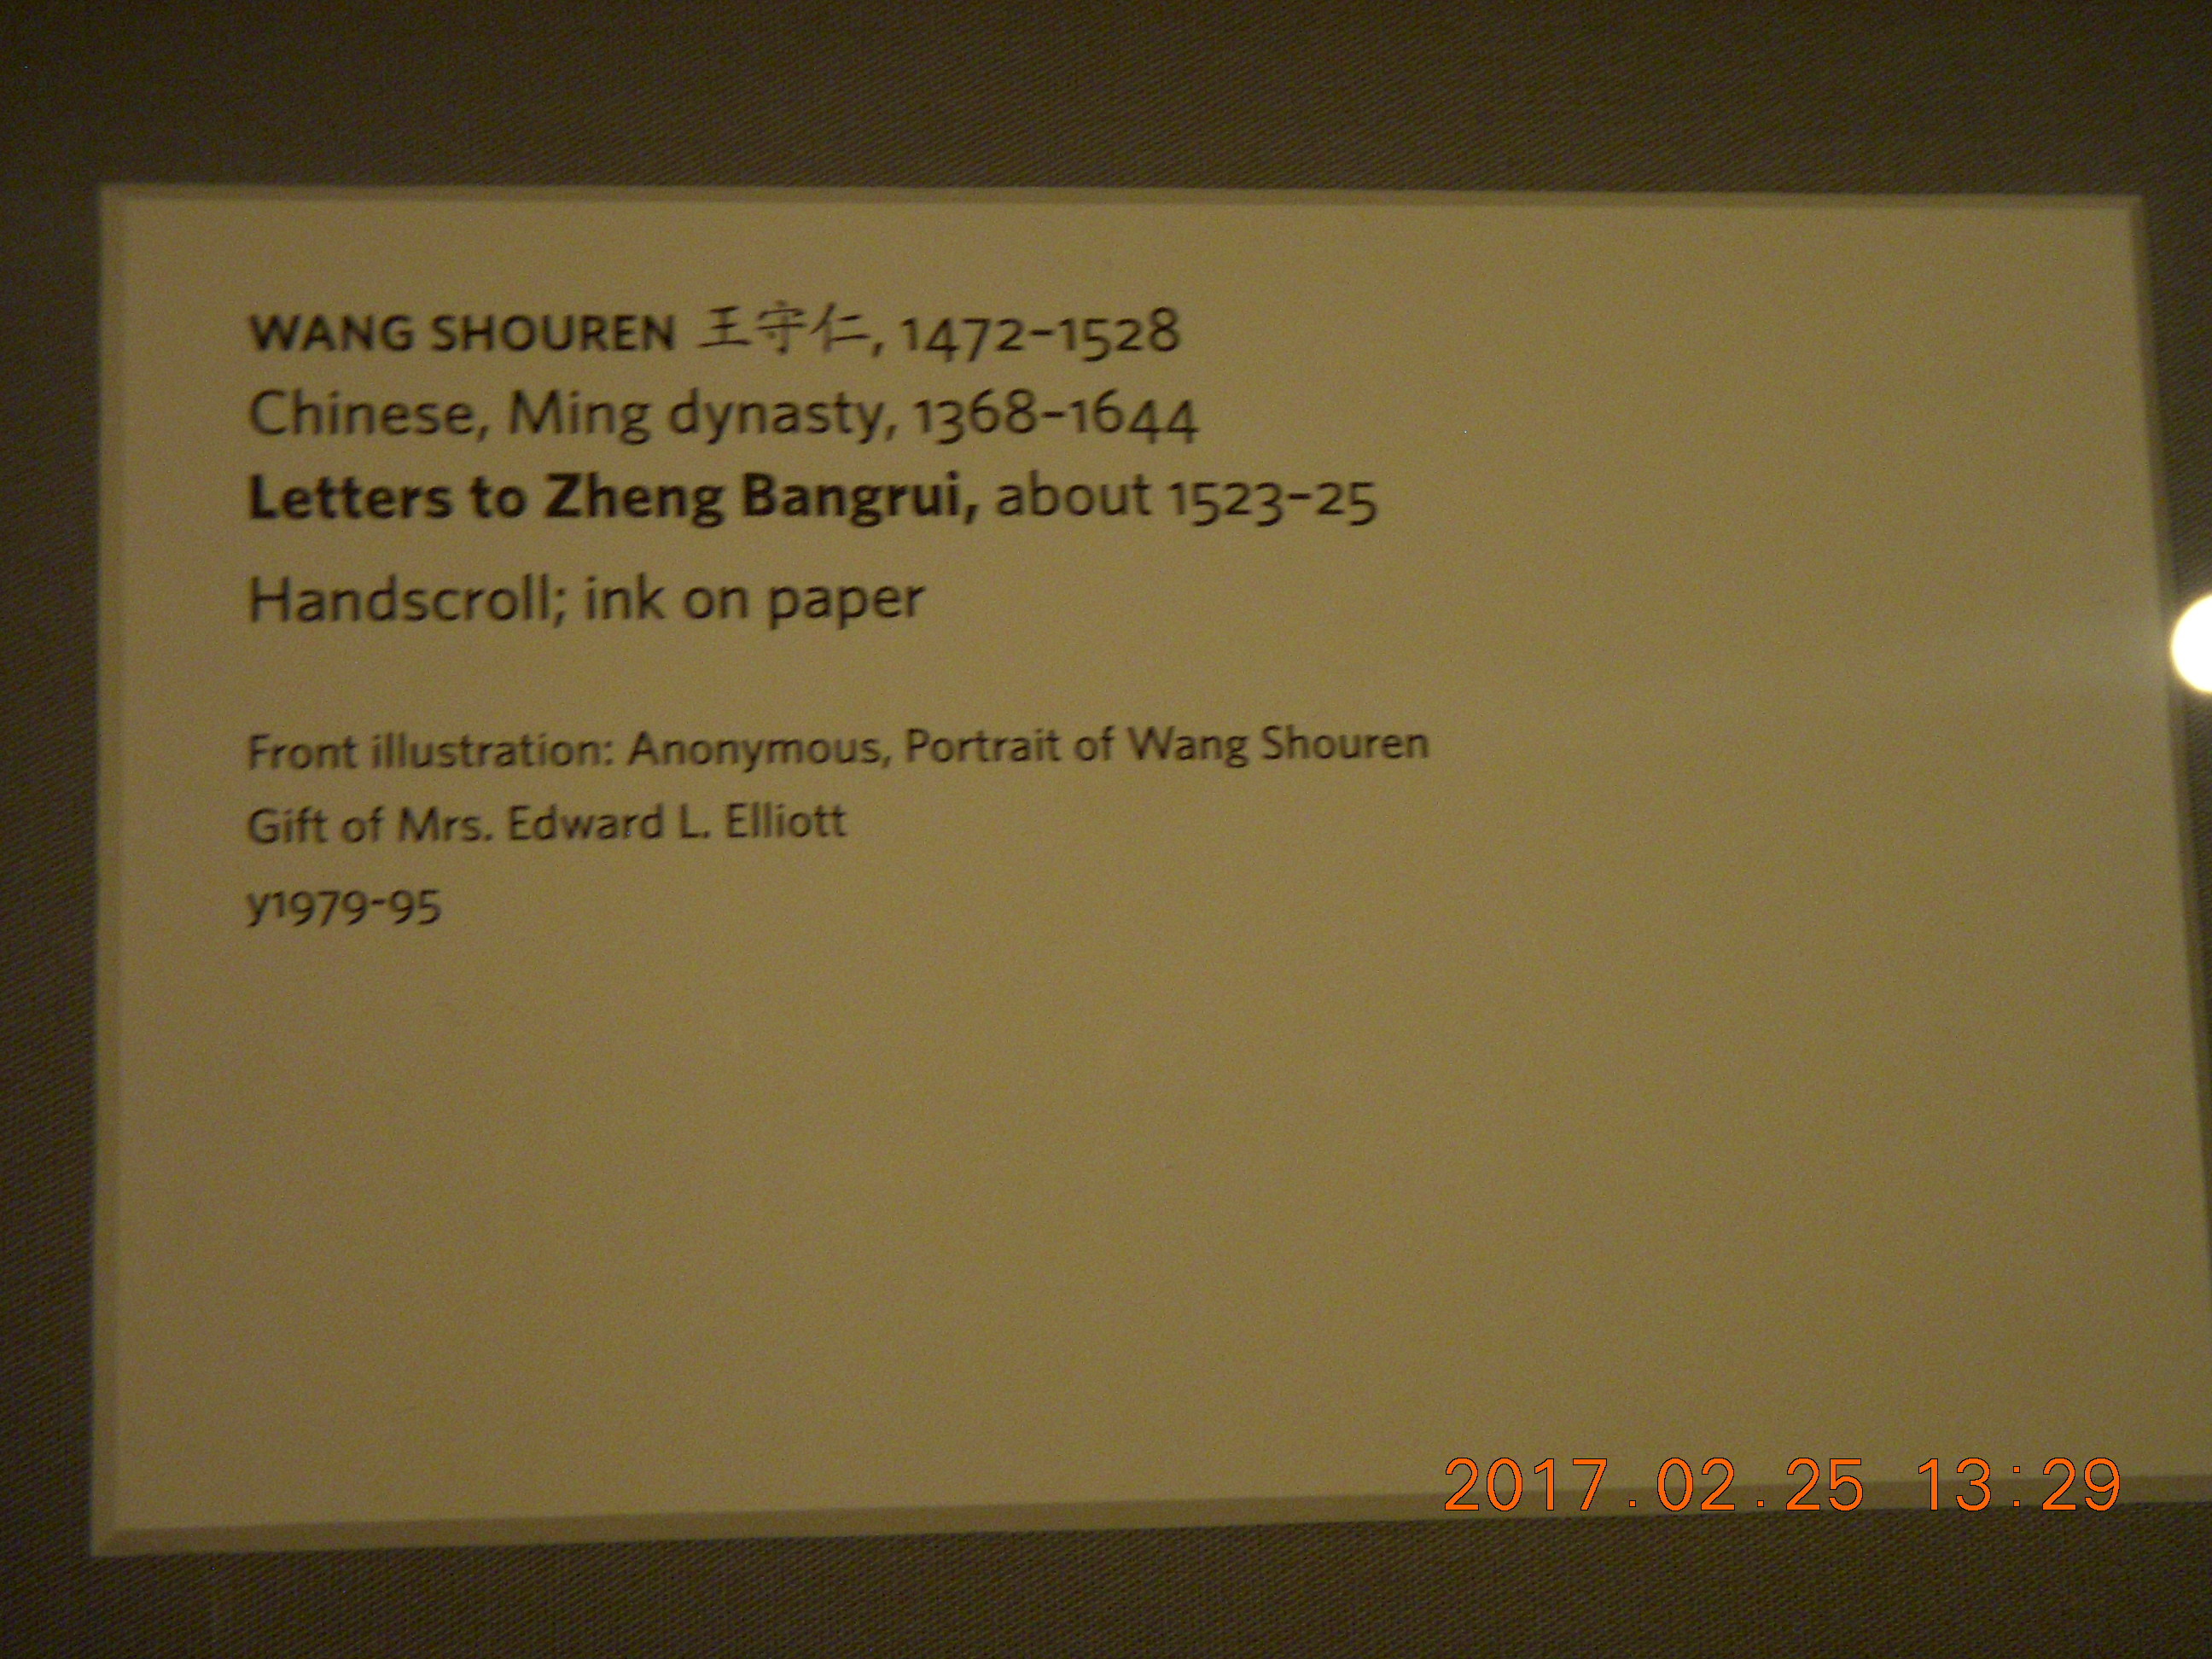 WANG SHOUREN 王守仁, 1472–1528
Chinese, Ming dynasty, 1368–1644
Letters to Zheng Bangrui, about 1523–25
Handscroll; ink on paper
Front illustration: Anonymous, Portrait of Wang Shouren
Gift of Mrs. Edward L. Elliott
y1979-95
2017.02.25 13:29